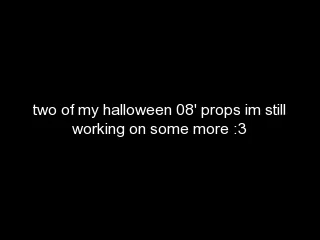 two of my halloween 08' props im still
working on some more :3